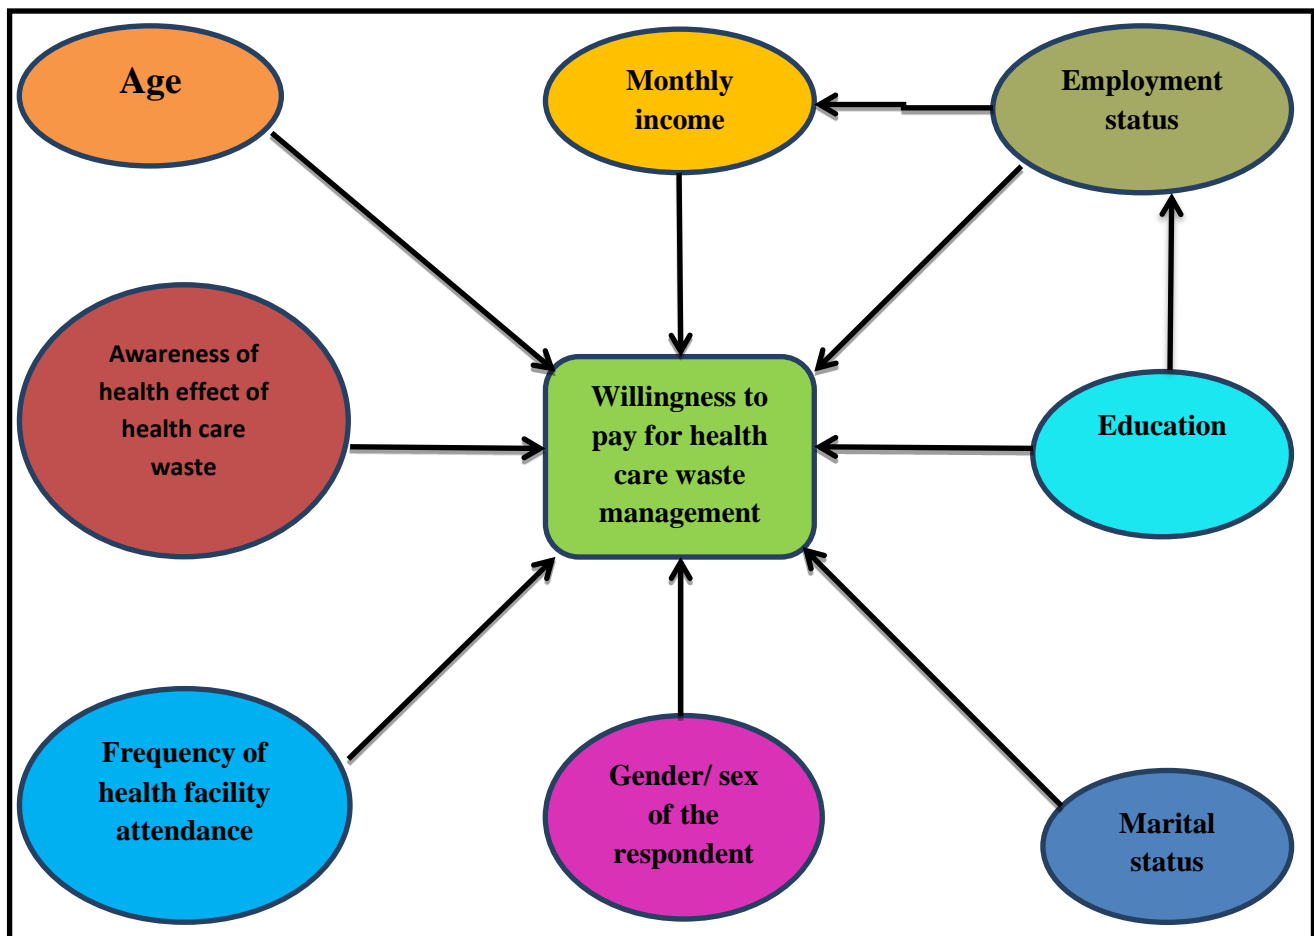 Age
Monthly
income
Employment
status
Awareness of
health effect of
health care
waste
Willingness to
pay for health
care waste
management
Education
Frequency of
health facility
attendance
Gender/ sex
of the
respondent
Marital
status